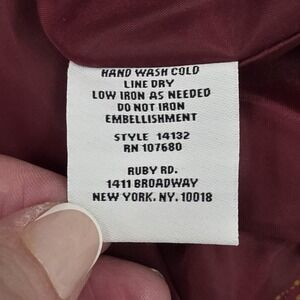 HAND WASH COLD
LINE DRY
LOW IRON AS NEEDED
DO NOT IRON
EMBELLISHMENT
STYLE 14132
RN 107680
RUBY RD.
1411 BROADWAY
NEW YORK. NY. 10018